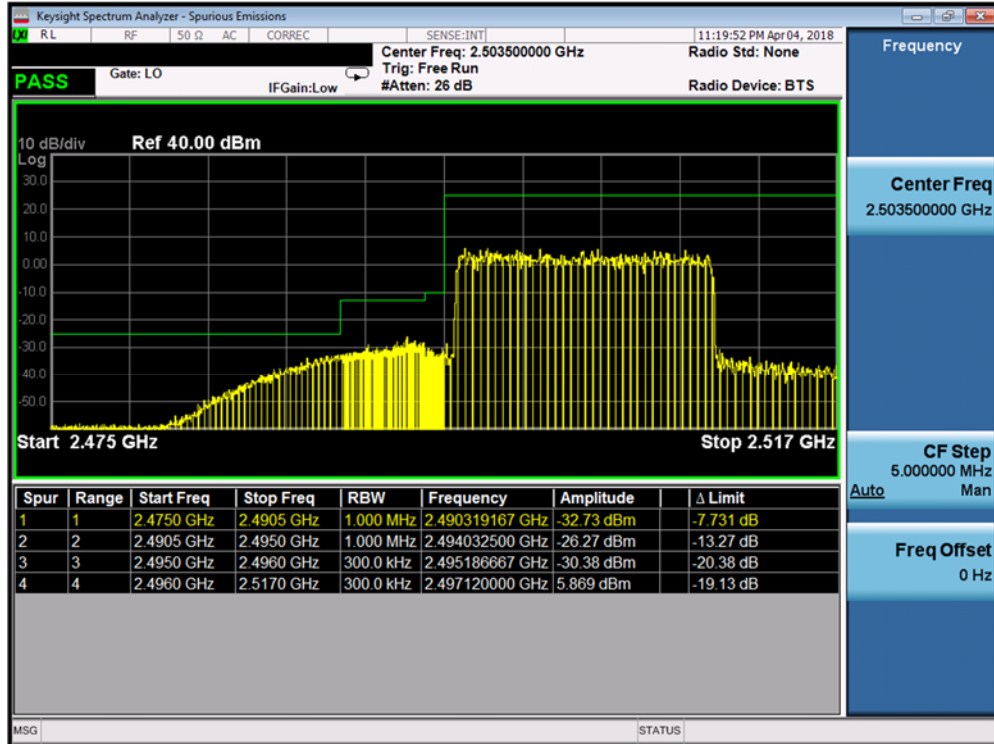 Keysight Spectrum Analyzer - Spurious Emissions
LXI RL RF 50 Ω AC CORREC SENSE:INT 11:19:52 PM Apr 04, 2018
Center Freq: 2.503500000 GHz Radio Std: None
PASS Gate: LO Trig: Free Run
IFGain:Low #Atten: 26 dB Radio Device: BTS
10 dB/div Ref 40.00 dBm
Log
30.0
20.0
10.0
0.00
-10.0
-20.0
-30.0
-40.0
-50.0
Start 2.475 GHz Stop 2.517 GHz
Spur Range Start Freq Stop Freq RBW Frequency Amplitude Δ Limit
1 1 2.4750 GHz 2.4905 GHz 1.000 MHz 2.490319167 GHz -32.73 dBm -7.731 dB
2 2 2.4905 GHz 2.4950 GHz 1.000 MHz 2.494032500 GHz -26.27 dBm -13.27 dB
3 3 2.4950 GHz 2.4960 GHz 300.0 kHz 2.495186667 GHz -30.38 dBm -20.38 dB
4 4 2.4960 GHz 2.5170 GHz 300.0 kHz 2.497120000 GHz 5.869 dBm -19.13 dB
Frequency
Center Freq
2.503500000 GHz
CF Step
5.000000 MHz
Auto Man
Freq Offset
0 Hz
MSG STATUS